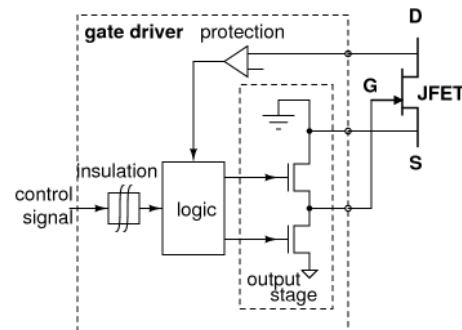 D
gate driver protection
G
JFET
S
insulation
control
signal
logic
output
stage